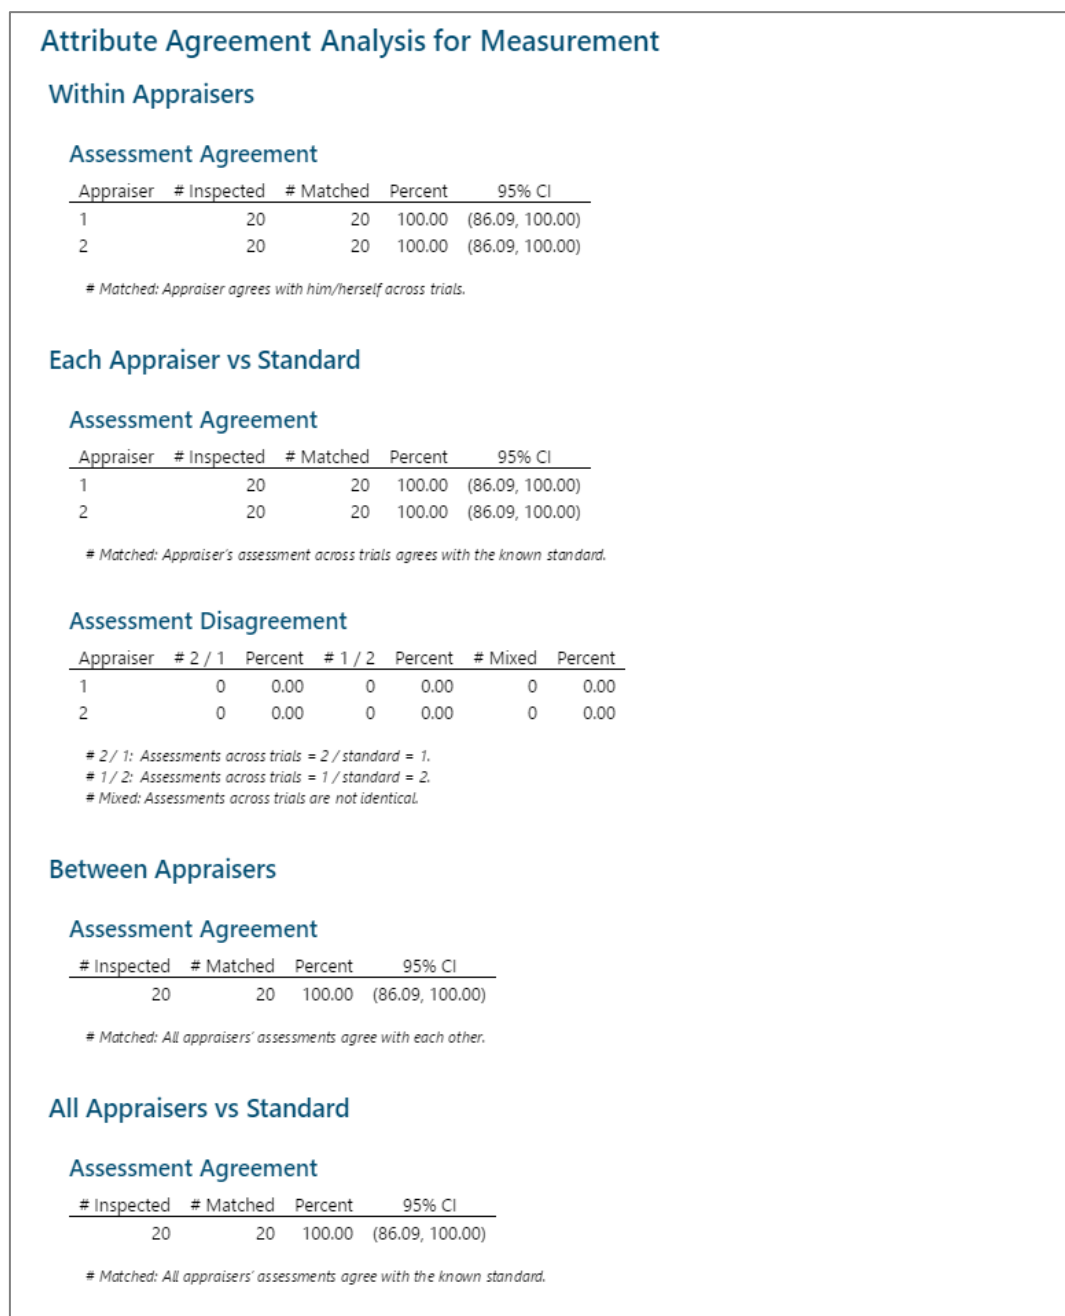 Attribute Agreement Analysis for Measurement
Within Appraisers
Assessment Agreement
Appraiser # Inspected # Matched Percent 95% CI
1 20 20 100.00 (86.09, 100.00)
2 20 20 100.00 (86.09, 100.00)
# Matched: Appraiser agrees with him/herself across trials.
Each Appraiser vs Standard
Assessment Agreement
Appraiser # Inspected # Matched Percent 95% CI
1 20 20 100.00 (86.09, 100.00)
2 20 20 100.00 (86.09, 100.00)
# Matched: Appraiser's assessment across trials agrees with the known standard.
Assessment Disagreement
Appraiser # 2 / 1 Percent # 1 / 2 Percent # Mixed Percent
1 0 0.00 0 0.00 0 0.00
2 0 0.00 0 0.00 0 0.00
# 2 / 1: Assessments across trials = 2 / standard = 1.
# 1 / 2: Assessments across trials = 1 / standard = 2.
# Mixed: Assessments across trials are not identical.
Between Appraisers
Assessment Agreement
# Inspected # Matched Percent 95% CI
20 20 100.00 (86.09, 100.00)
# Matched: All appraisers' assessments agree with each other.
All Appraisers vs Standard
Assessment Agreement
# Inspected # Matched Percent 95% CI
20 20 100.00 (86.09, 100.00)
# Matched: All appraisers' assessments agree with the known standard.